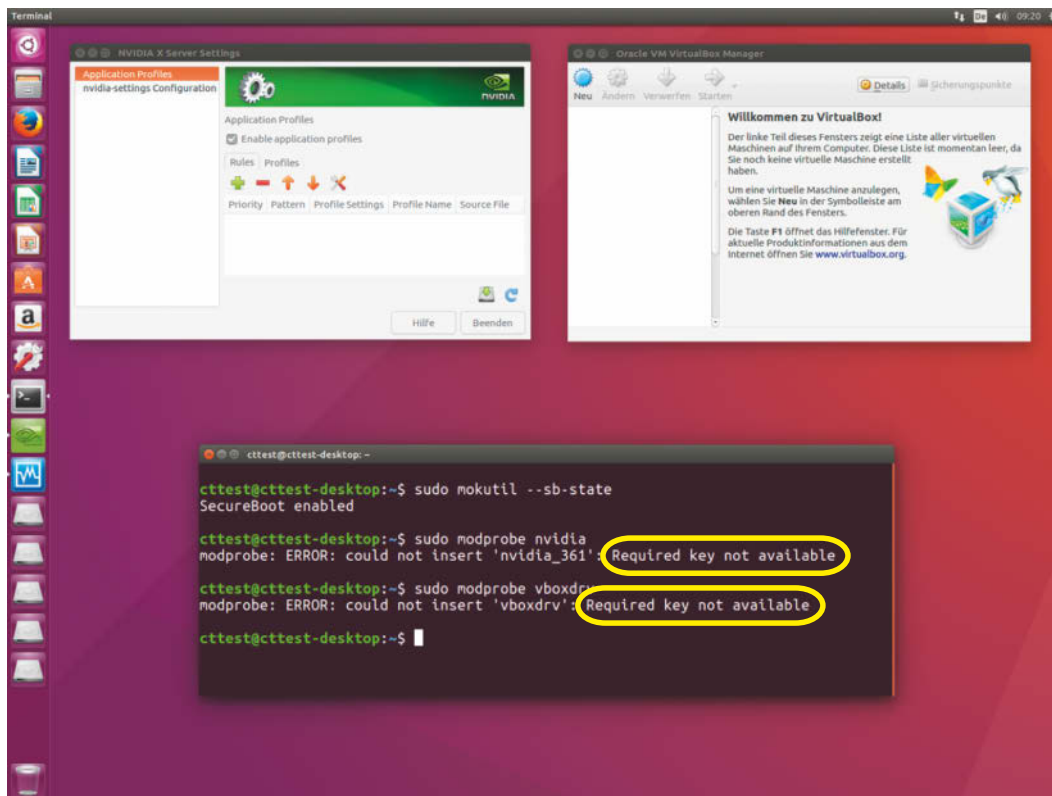 Terminal
De
09:20
NVIDIA X Server Settings
Application Profiles
nvidia-settings Configuration
NVIDIA
Application Profiles
Enable application profiles
Rules Profiles
Priority Pattern Profile Settings Profile Name Source File
Hilfe Beenden
Oracle VM VirtualBox Manager
Neu Ändern Verwerfen Starten Details Sicherungspunkte
Willkommen zu VirtualBox!
Der linke Teil dieses Fensters zeigt eine Liste aller virtuellen
Maschinen auf Ihrem Computer. Diese Liste ist momentan leer, da
Sie noch keine virtuelle Maschine erstellt
haben.
Um eine virtuelle Maschine anzulegen,
wählen Sie Neu in der Symbolleiste am
oberen Rand des Fensters.
Die Taste F1 öffnet das Hilfefenster. Für
aktuelle Produktinformationen aus dem
Internet öffnen Sie www.virtualbox.org.
cttest@cttest-desktop: ~
cttest@cttest-desktop:~$ sudo mokutil --sb-state
SecureBoot enabled
cttest@cttest-desktop:~$ sudo modprobe nvidia
modprobe: ERROR: could not insert 'nvidia_361': Required key not available
cttest@cttest-desktop:~$ sudo modprobe vboxdrv
modprobe: ERROR: could not insert 'vboxdrv': Required key not available
cttest@cttest-desktop:~$